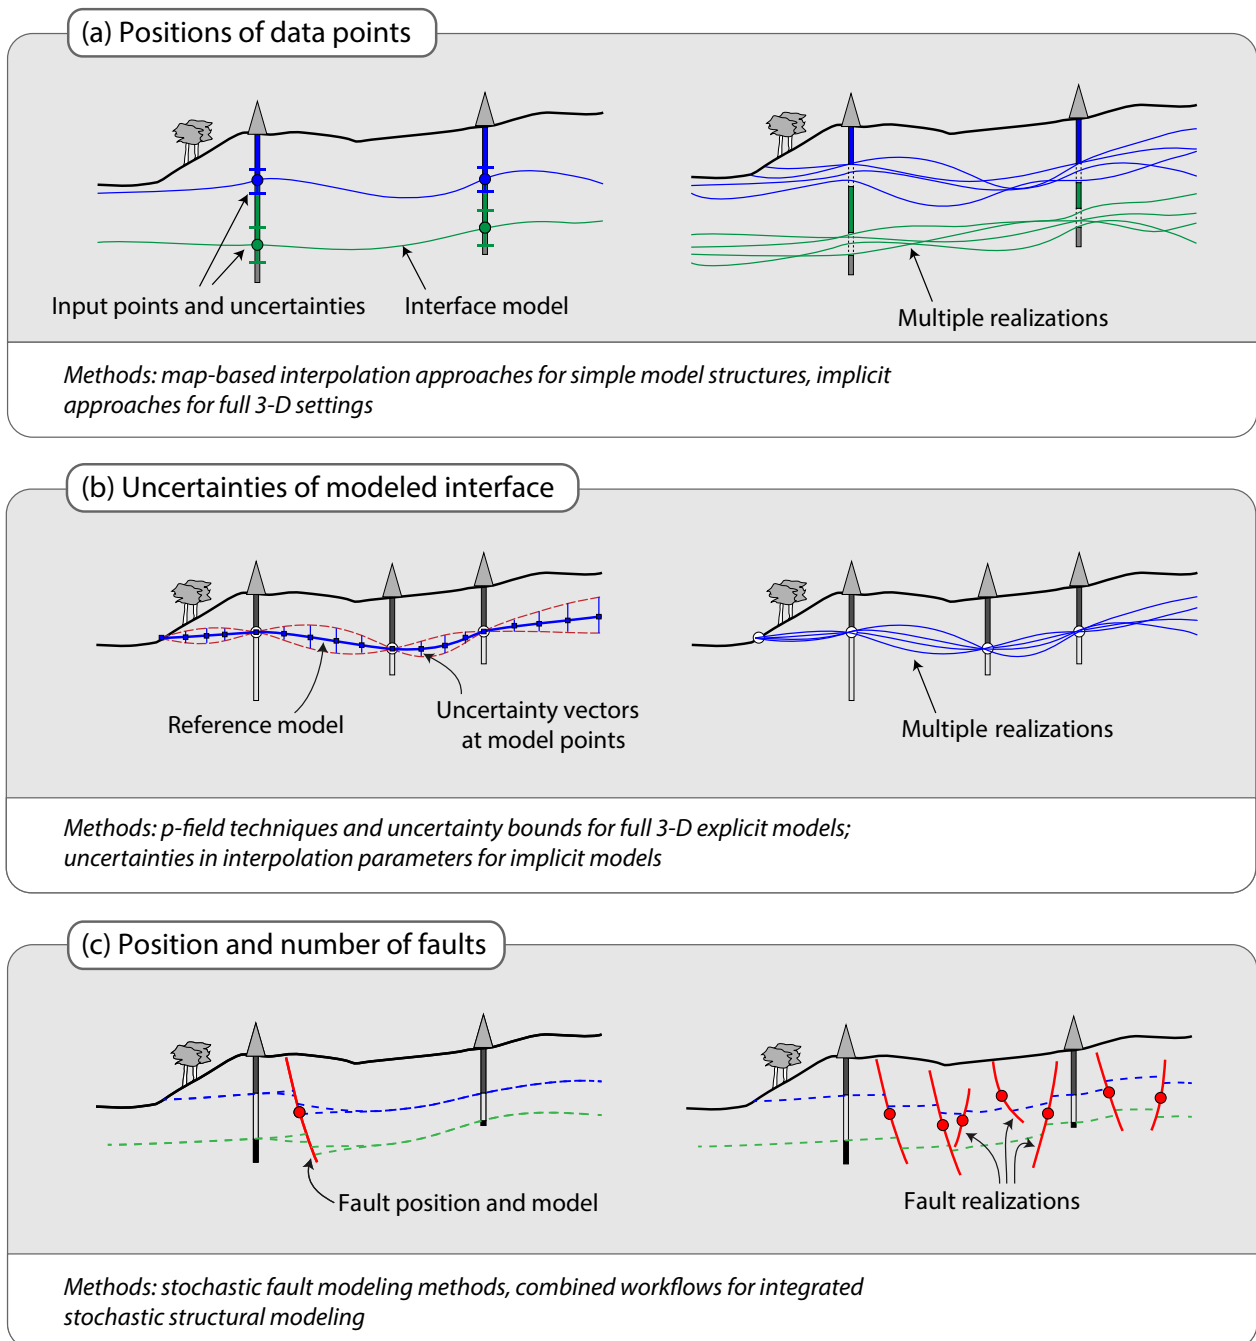 (a) Positions of data points
Input points and uncertainties
Interface model
Multiple realizations
Methods: map-based interpolation approaches for simple model structures, implicit
approaches for full 3-D settings
(b) Uncertainties of modeled interface
Reference model
Uncertainty vectors
at model points
Multiple realizations
Methods: p-field techniques and uncertainty bounds for full 3-D explicit models;
uncertainties in interpolation parameters for implicit models
(c) Position and number of faults
Fault position and model
Fault realizations
Methods: stochastic fault modeling methods, combined workflows for integrated
stochastic structural modeling